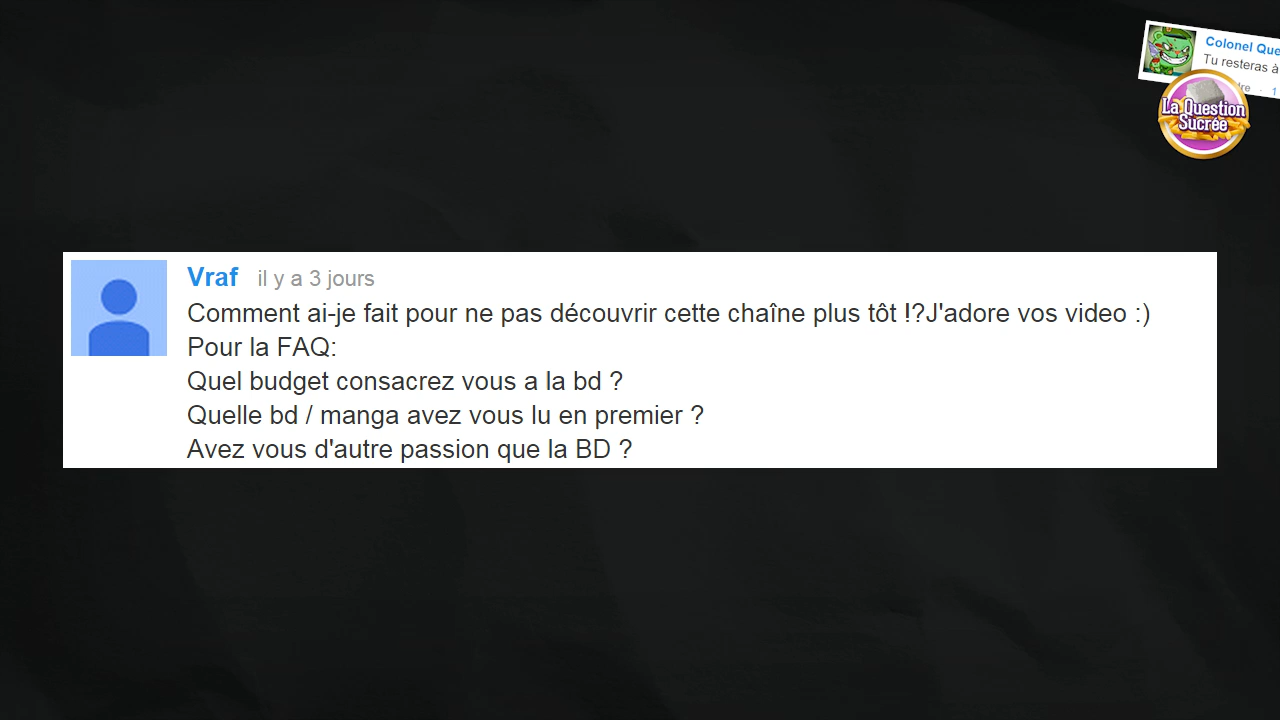 Colonel Que
Tu resteras à
dre · 1
La Question
Sucrée
Vraf il y a 3 jours
Comment ai-je fait pour ne pas découvrir cette chaîne plus tôt !?J'adore vos video :)
Pour la FAQ:
Quel budget consacrez vous a la bd ?
Quelle bd / manga avez vous lu en premier ?
Avez vous d'autre passion que la BD ?